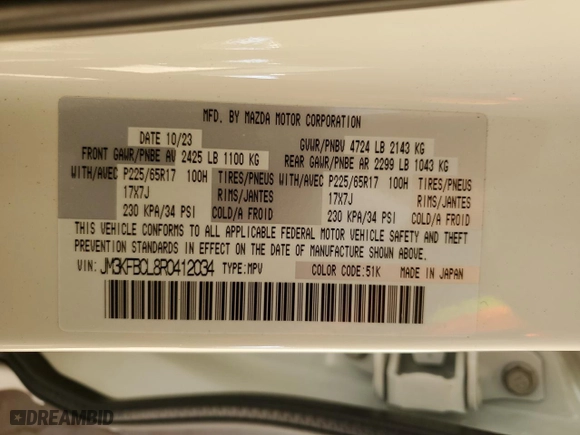 MFD. BY MAZDA MOTOR CORPORATION
DATE 10/23 GVWR/PNBV 4724 LB 2143 KG
FRONT GAWR/PNBE AV 2425 LB 1100 KG REAR GAWR/PNBE AR 2299 LB 1043 KG
WITH/AVEC P225/65R17 100H TIRES/PNEUS WITH/AVEC P225/65R17 100H TIRES/PNEUS
17X7J RIMS/JANTES 17X7J RIMS/JANTES
230 KPA/34 PSI COLD/A FROID 230 KPA/34 PSI COLD/A FROID
THIS VEHICLE CONFORMS TO ALL APPLICABLE FEDERAL MOTOR VEHICLE SAFETY AND THEFT
PREVENTION STANDARDS IN EFFECT ON THE DATE OF MANUFACTURE SHOWN ABOVE.
VIN: JM3KFBCL8R0412034 TYPE:MPV COLOR CODE:51K MADE IN JAPAN
DREAMBID